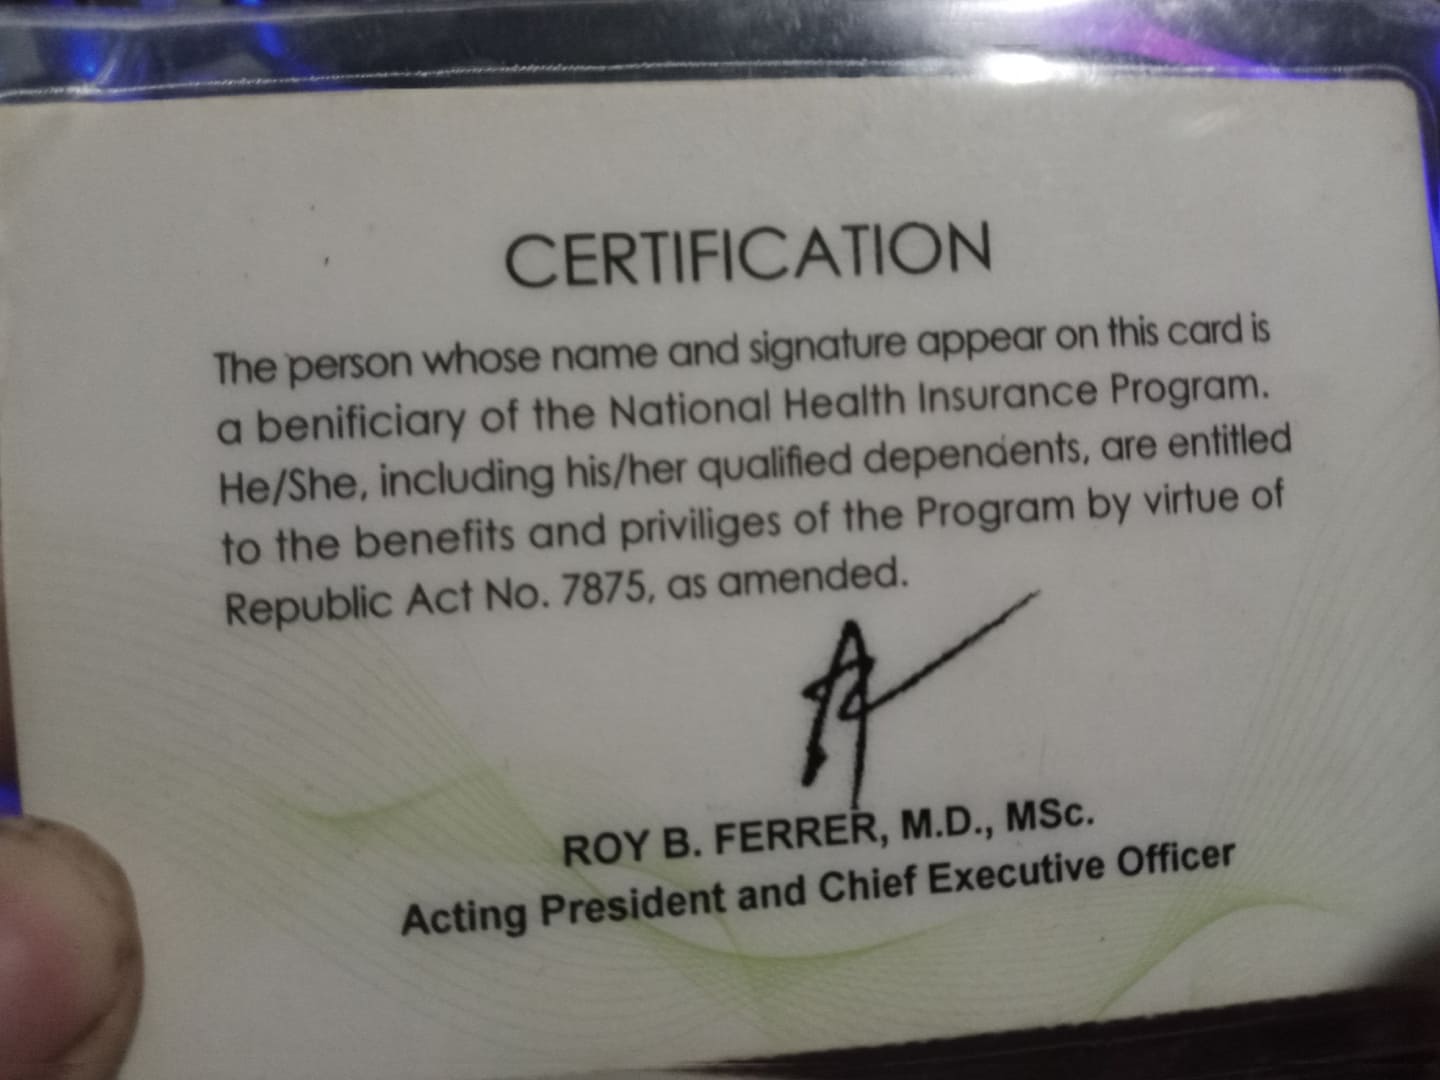 CERTIFICATION
The person whose name and signature appear on this card is
a benificiary of the National Health Insurance Program.
He/She, including his/her qualified dependents, are entitled
to the benefits and priviliges of the Program by virtue of
Republic Act No. 7875, as amended.
ROY B. FERRER, M.D., MSc.
Acting President and Chief Executive Officer